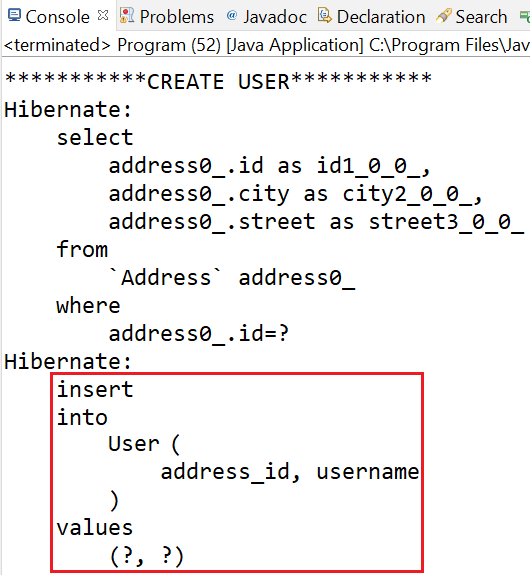 Console Problems @ Javadoc Declaration Search
<terminated> Program (52) [Java Application] C:\Program Files\Jav
***********CREATE USER***********
Hibernate:
    select
        address0_.id as id1_0_0_,
        address0_.city as city2_0_0_,
        address0_.street as street3_0_0_
    from
        `Address` address0_
    where
        address0_.id=?
Hibernate:
    insert
    into
        User (
            address_id, username
        )
    values
        (?, ?)